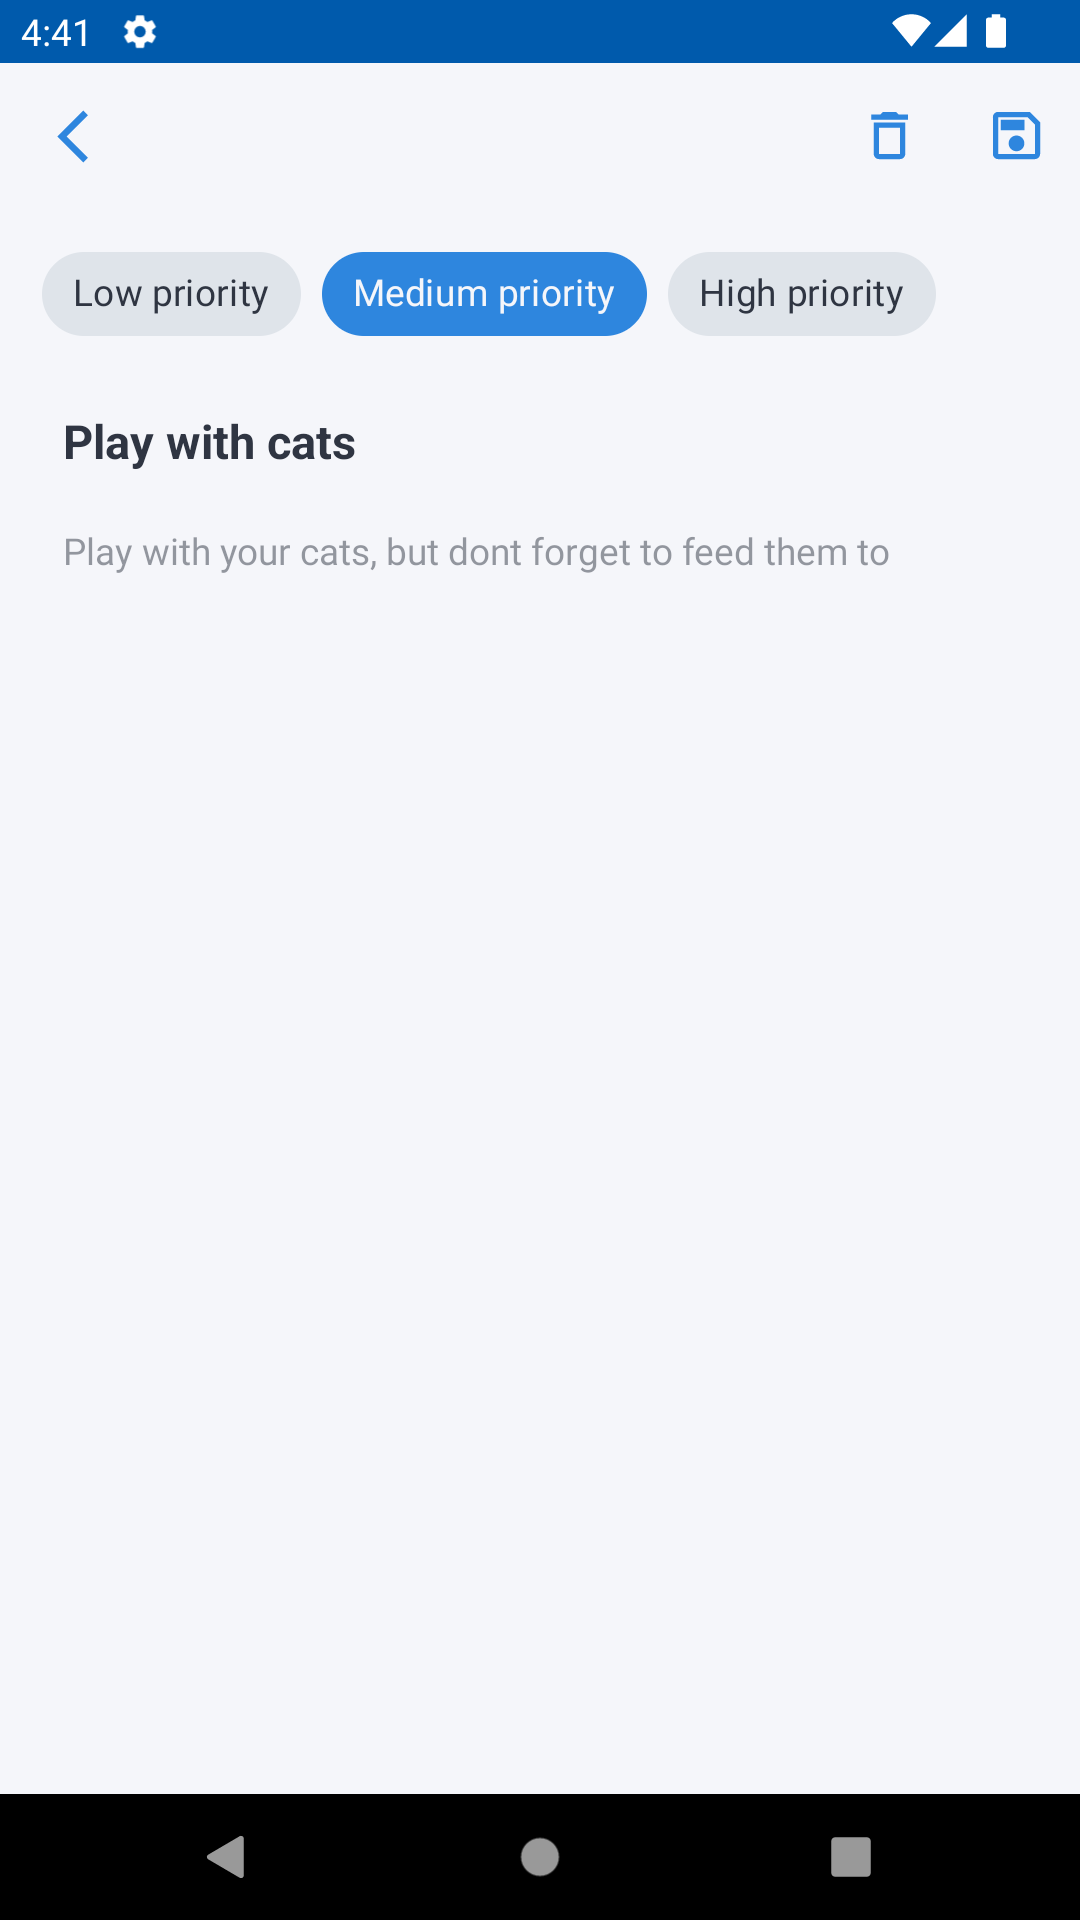 4:41
Low priority Medium priority High priority
Play with cats
Play with your cats, but dont forget to feed them to